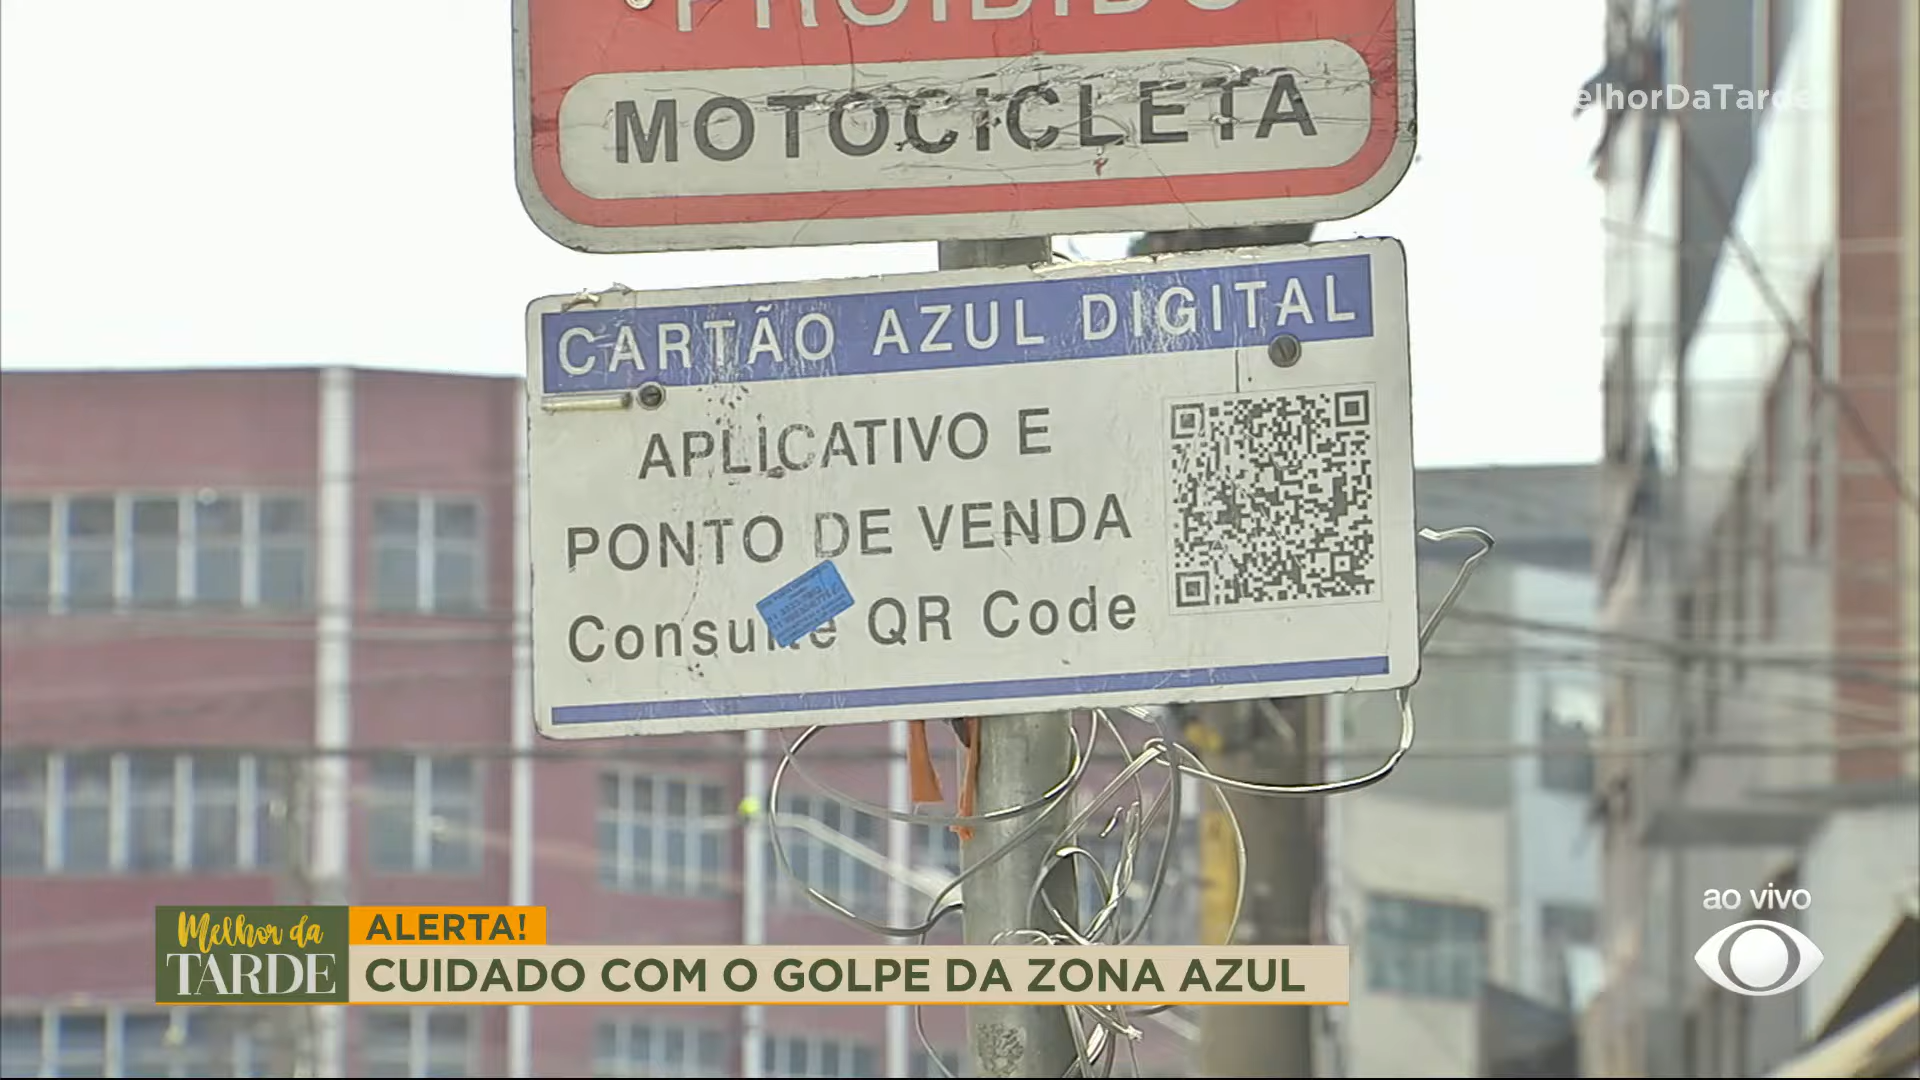 PROIBIDO
MOTOCICLETA
elhorDaTarde
CARTÃO AZUL DIGITAL
APLICATIVO E
PONTO DE VENDA
Consulte QR Code
ao vivo
Melhor da
TARDE
ALERTA!
CUIDADO COM O GOLPE DA ZONA AZUL